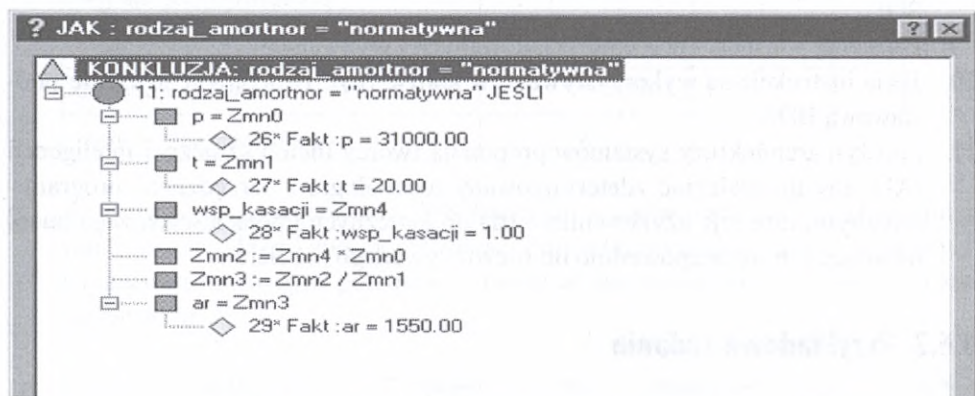 ? JAK : rodzaj_amortnor = "normatywna"
KONKLUZJA: rodzaj_amortnor = "normatywna"
11: rodzaj_amortnor = "normatywna" JEŚLI
p = Zmn0
26* Fakt :p = 31000.00
t = Zmn1
27* Fakt :t = 20.00
wsp_kasacji = Zmn4
28* Fakt :wsp_kasacji = 1.00
Zmn2 := Zmn4 * Zmn0
Zmn3 := Zmn2 / Zmn1
ar = Zmn3
29* Fakt :ar = 1550.00